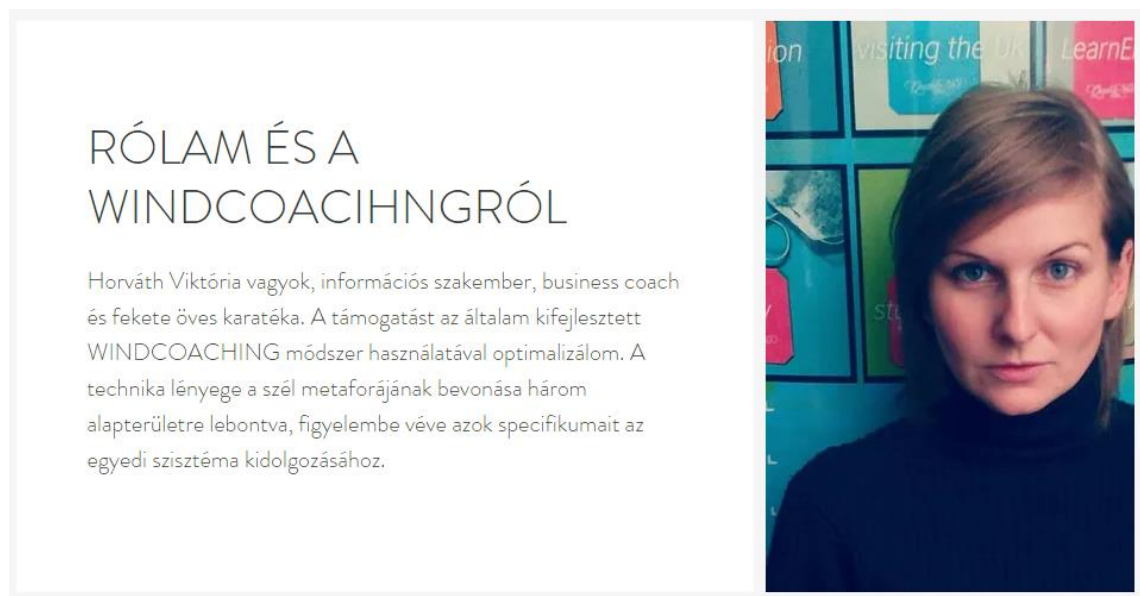 RÓLAM ÉS A
WINDCOACIHNGRÓL
Horváth Viktória vagyok, információs szakember, business coach
és fekete öves karatéka. A támogatást az általam kifejlesztett
WINDCOACHING módszer használatával optimalizálom. A
technika lényege a szél metaforájának bevonása három
alapterületre lebontva, figyelembe véve azok specifikumait az
egyedi szisztéma kidolgozásához.
visiting the UK